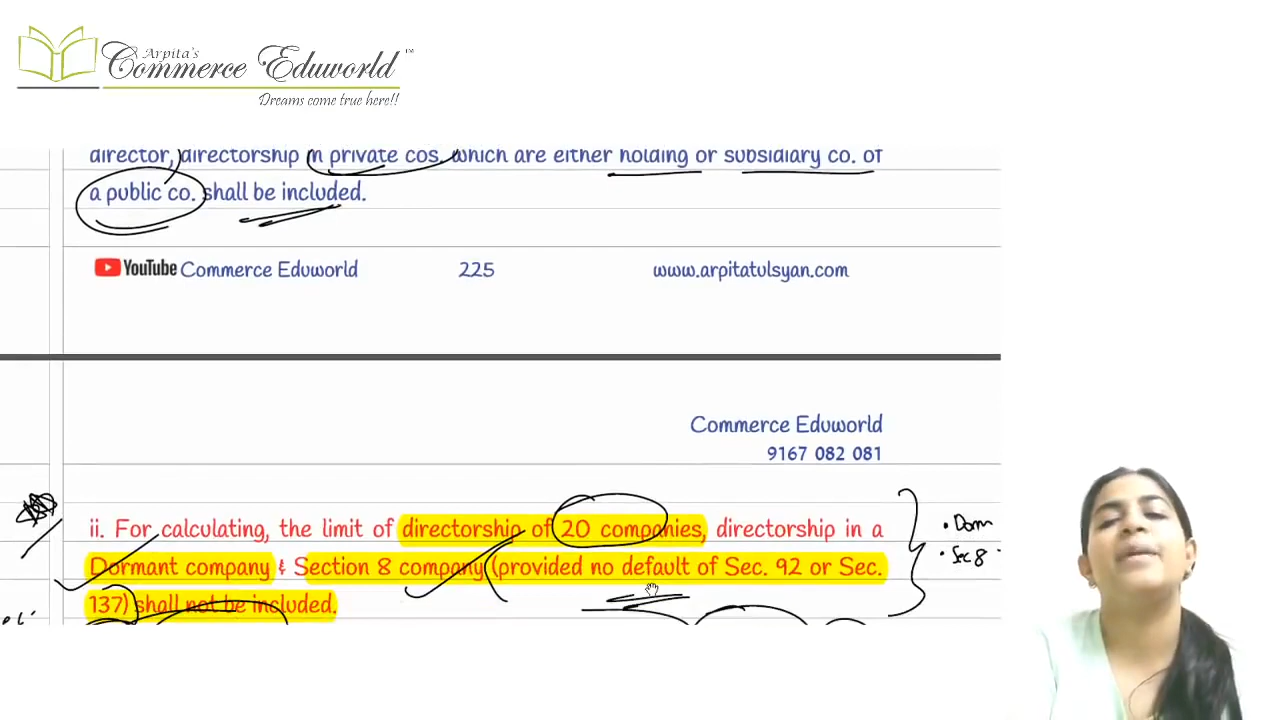 Arpita's
Commerce Eduworld™
Dreams come true here!!
director, directorship in private cos. which are either holding or subsidiary co. of
a public co. shall be included.
YouTube Commerce Eduworld 225 www.arpitatulsyan.com
Commerce Eduworld
9167 082 081
ii. For calculating, the limit of directorship of 20 companies, directorship in a
• Dorm
Dormant company & Section 8 company (provided no default of Sec. 92 or Sec.
• Sec 8
137) shall not be included.